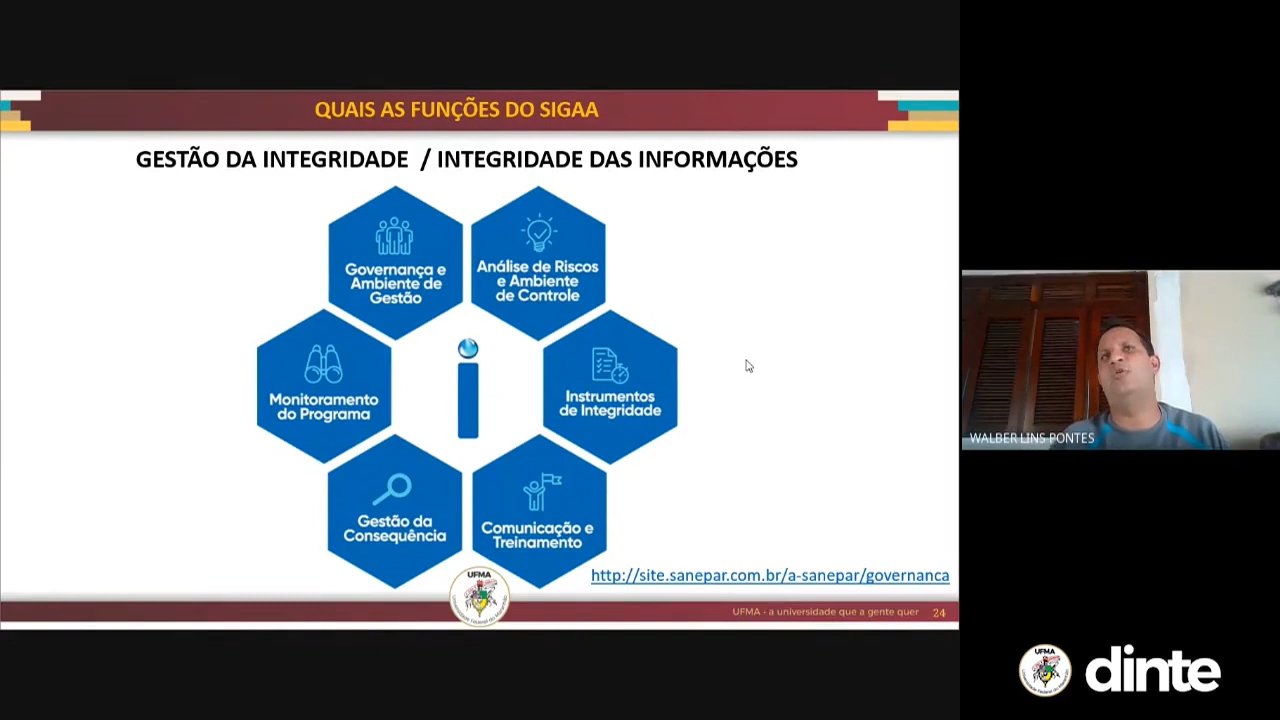 QUAIS AS FUNÇÕES DO SIGAA
GESTÃO DA INTEGRIDADE / INTEGRIDADE DAS INFORMAÇÕES
Governança e
Ambiente de
Gestão
Análise de Riscos
e Ambiente
de Controle
Monitoramento
do Programa
i
Instrumentos
de Integridade
Gestão da
Consequência
Comunicação e
Treinamento
http://site.sanepar.com.br/a-sanepar/governanca
UFMA
UFMA - a universidade que a gente quer
24
WALBER LINS PONTES
UFMA
dinte